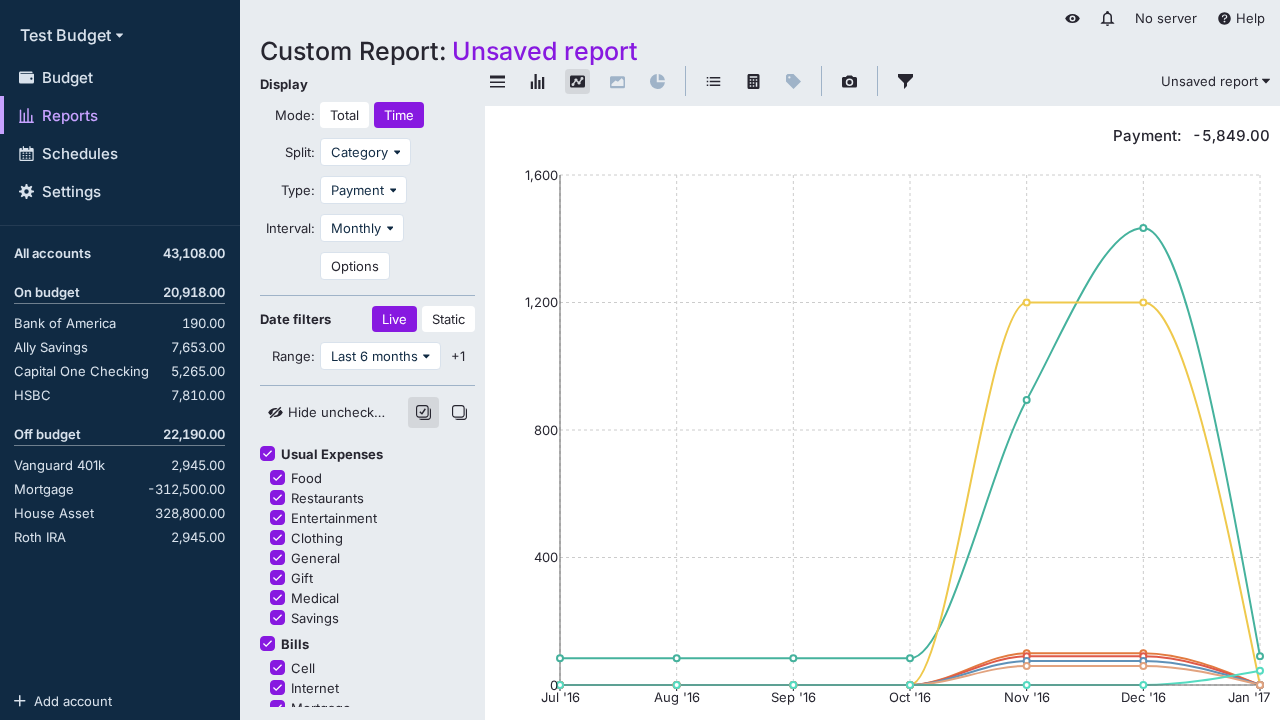 Test Budget
Budget
Reports
Schedules
Settings
All accounts 43,108.00
On budget 20,918.00
Bank of America 190.00
Ally Savings 7,653.00
Capital One Checking 5,265.00
HSBC 7,810.00
Off budget 22,190.00
Vanguard 401k 2,945.00
Mortgage -312,500.00
House Asset 328,800.00
Roth IRA 2,945.00
Add account
No server Help
Custom Report: Unsaved report
Display
Mode: Total Time
Split: Category
Type: Payment
Interval: Monthly
Options
Date filters Live Static
Range: Last 6 months +1
Hide uncheck...
Usual Expenses
Food
Restaurants
Entertainment
Clothing
General
Gift
Medical
Savings
Bills
Cell
Internet
Mortgage
Unsaved report
Payment: -5,849.00
1,600
1,200
800
400
0
Jul '16 Aug '16 Sep '16 Oct '16 Nov '16 Dec '16 Jan '17